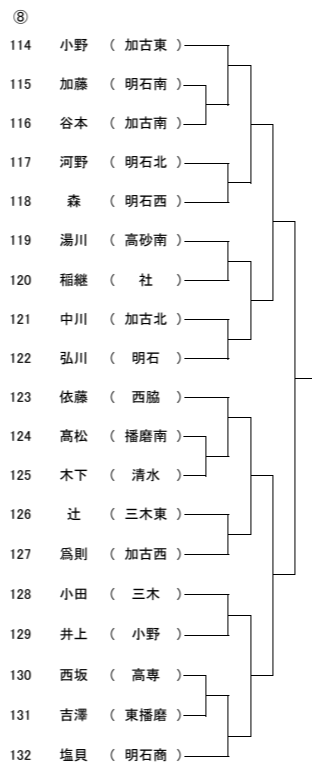 ⑧
114 小野 ( 加古東 )
115 加藤 ( 明石南 )
116 谷本 ( 加古南 )
117 河野 ( 明石北 )
118 森 ( 明石西 )
119 湯川 ( 高砂南 )
120 稲継 ( 社 )
121 中川 ( 加古北 )
122 弘川 ( 明石 )
123 依藤 ( 西脇 )
124 髙松 ( 播磨南 )
125 木下 ( 清水 )
126 辻 ( 三木東 )
127 爲則 ( 加古西 )
128 小田 ( 三木 )
129 井上 ( 小野 )
130 西坂 ( 高専 )
131 吉澤 ( 東播磨 )
132 塩貝 ( 明石商 )